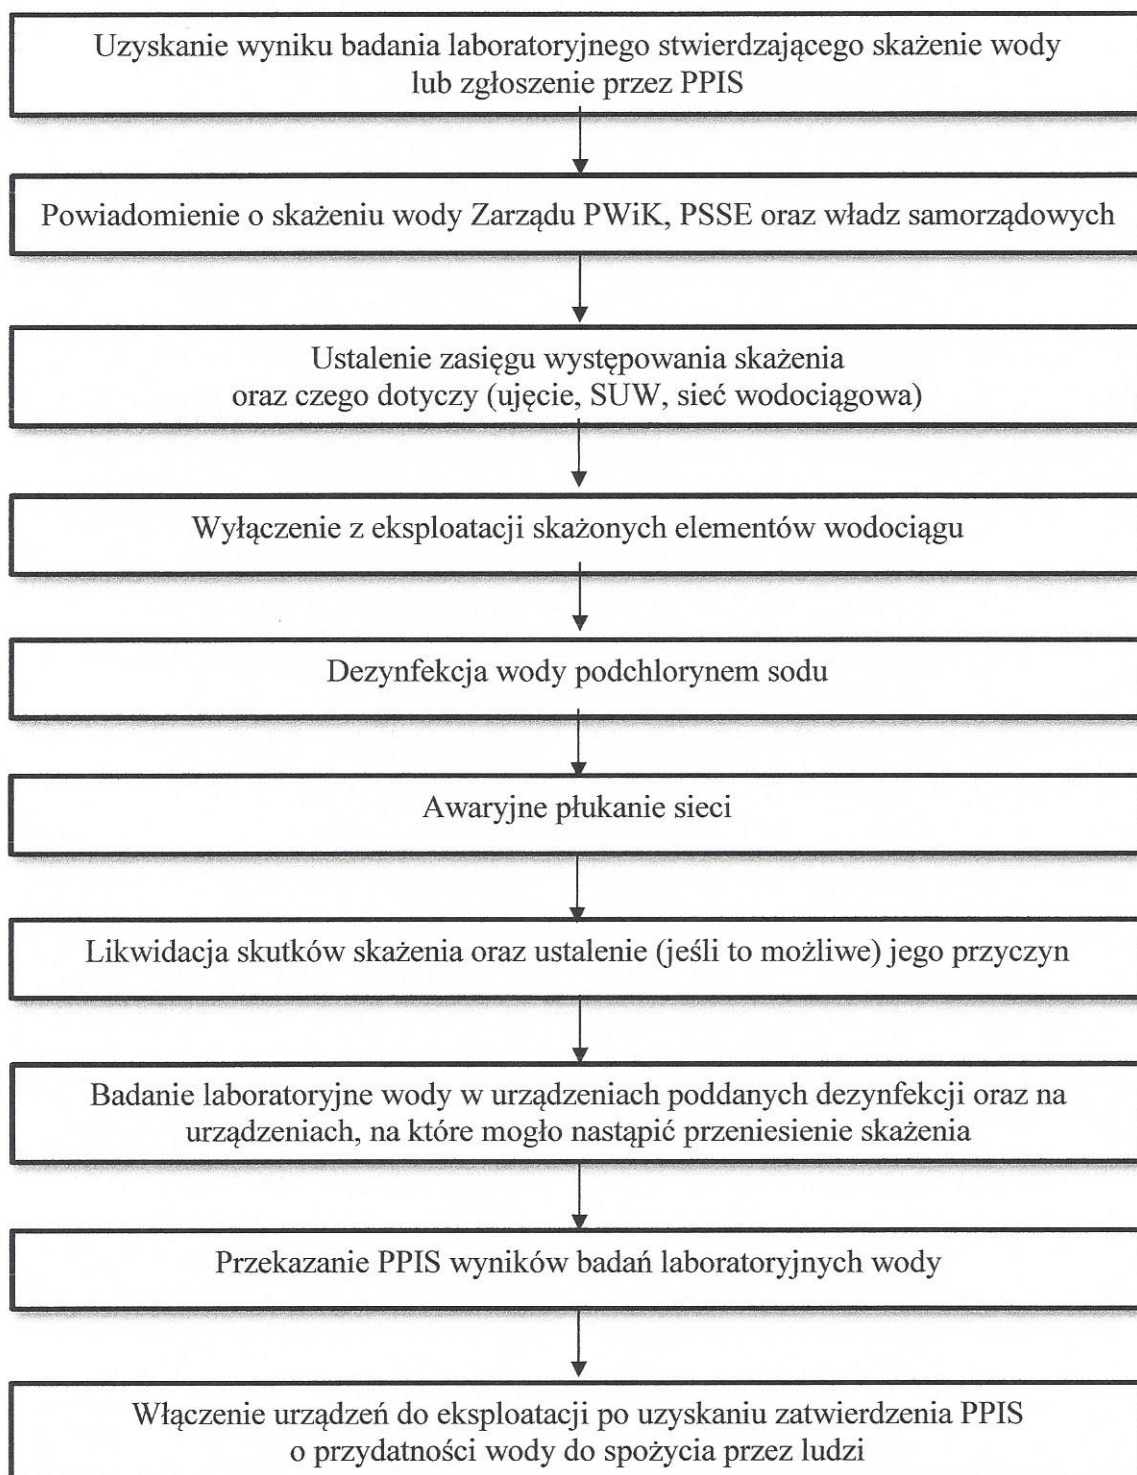 Uzyskanie wyniku badania laboratoryjnego stwierdzającego skażenie wody
lub zgłoszenie przez PPIS
Powiadomienie o skażeniu wody Zarządu PWiK, PSSE oraz władz samorządowych
Ustalenie zasięgu występowania skażenia
oraz czego dotyczy (ujęcie, SUW, sieć wodociągowa)
Wyłączenie z eksploatacji skażonych elementów wodociągu
Dezynfekcja wody podchlorynem sodu
Awaryjne płukanie sieci
Likwidacja skutków skażenia oraz ustalenie (jeśli to możliwe) jego przyczyn
Badanie laboratoryjne wody w urządzeniach poddanych dezynfekcji oraz na
urządzeniach, na które mogło nastąpić przeniesienie skażenia
Przekazanie PPIS wyników badań laboratoryjnych wody
Włączenie urządzeń do eksploatacji po uzyskaniu zatwierdzenia PPIS
o przydatności wody do spożycia przez ludzi